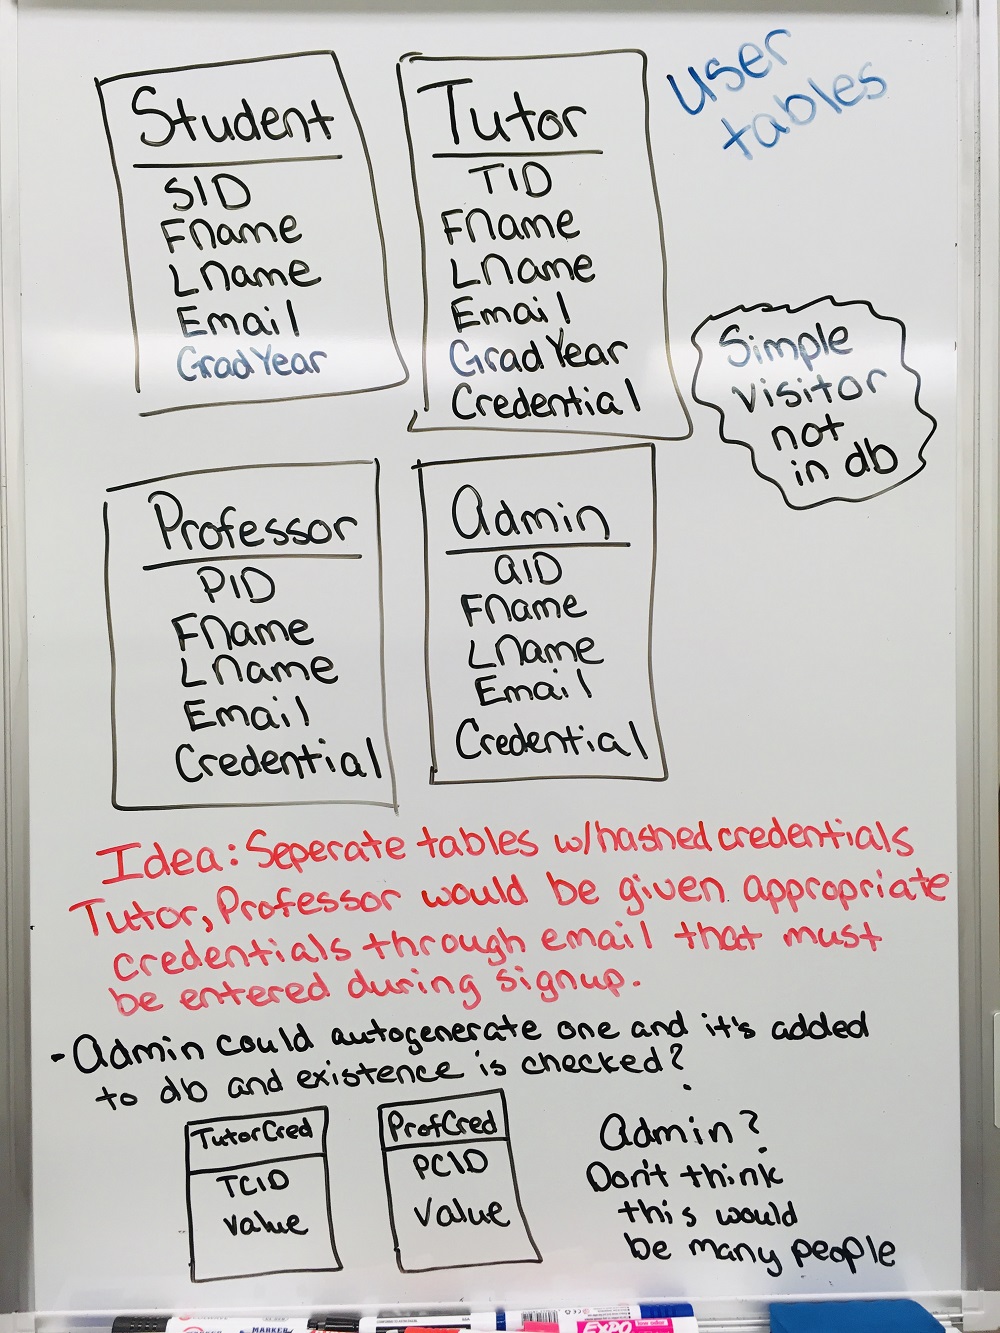 user
tables
Student
SID
FName
LName
Email
GradYear
Tutor
TID
FName
LName
Email
GradYear
Credential
Simple
visitor
not
in db
Professor
PID
FName
LName
Email
Credential
Admin
AID
FName
LName
Email
Credential
Idea: Seperate tables w/hashed credentials
Tutor, Professor would be given appropriate
credentials through email that must
be entered during signup.
- Admin could autogenerate one and it's added
to db and existence is checked?
TutorCred
TCID
Value
ProfCred
PCID
Value
Admin?
Don't think
this would
be many people
EXPO